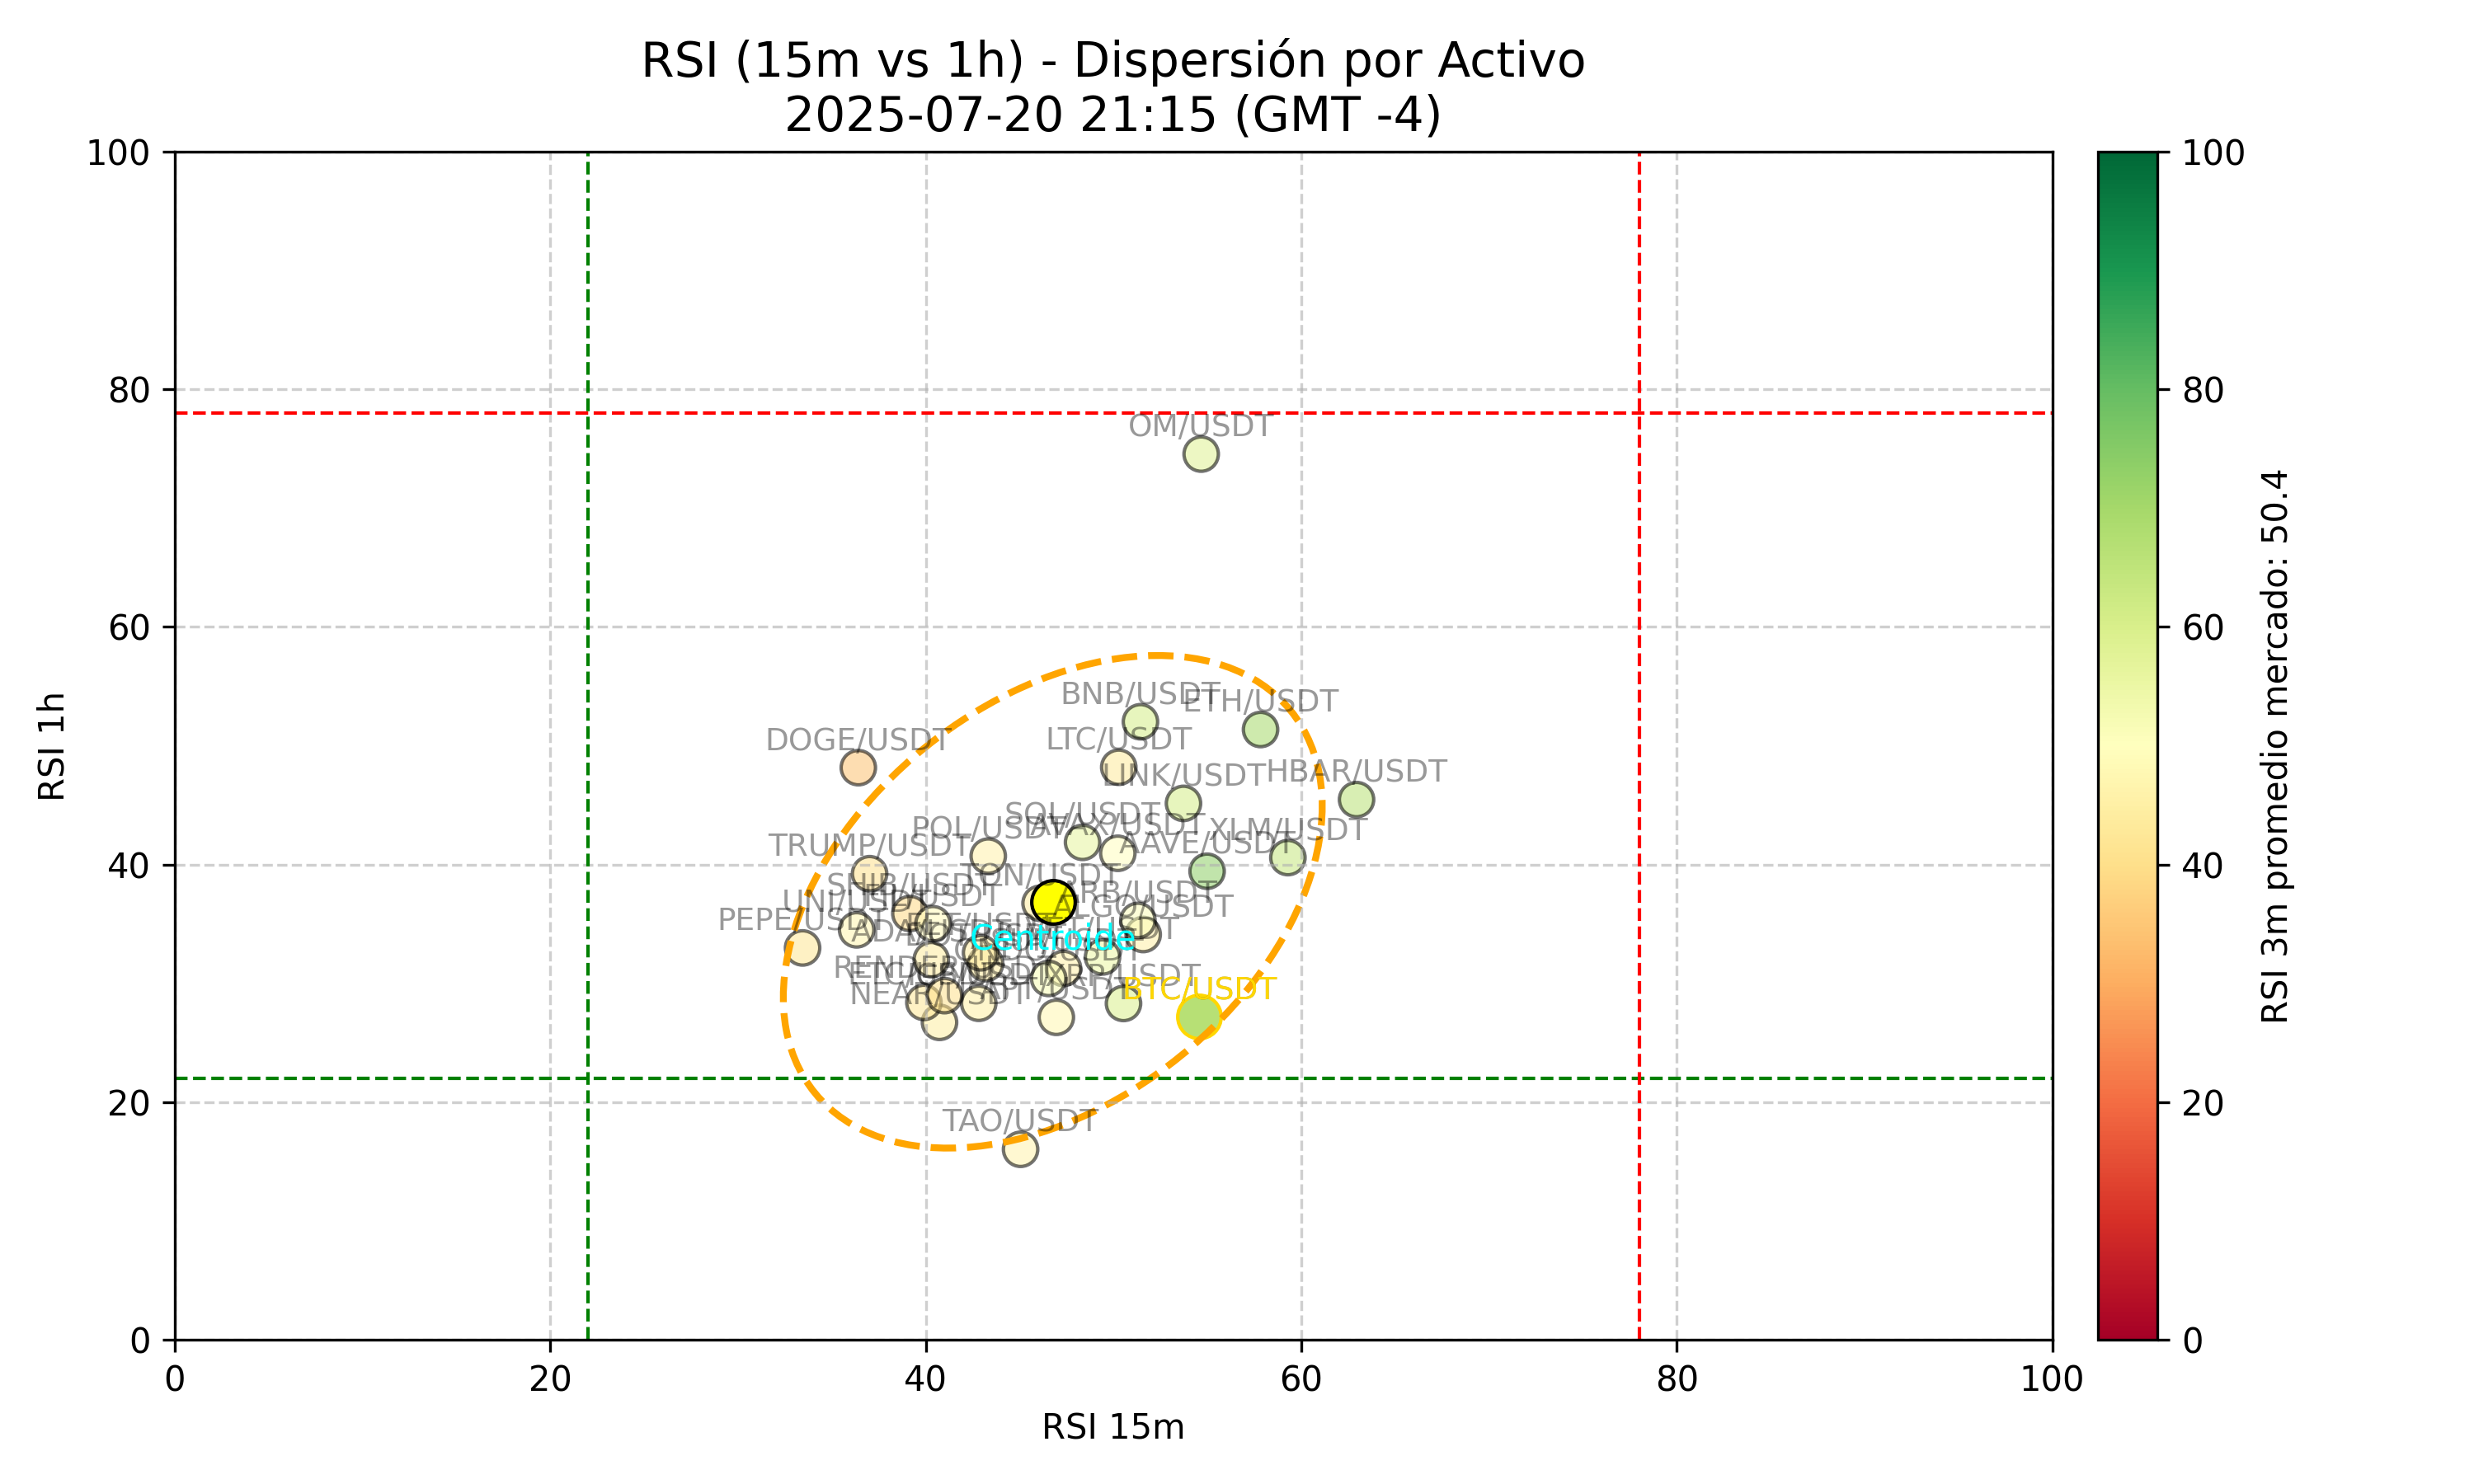 RSI (15m vs 1h) - Dispersión por Activo
2025-07-20 21:15 (GMT -4)
RSI 1h
100
80
60
40
20
0
OM/USDT
BNB/USDT
ETH/USDT
DOGE/USDT
LTC/USDT
LINK/USDT
HBAR/USDT
SOL/USDT
POL/USDT
AVAX/USDT
XLM/USDT
TRUMP/USDT
AAVE/USDT
TON/USDT
SHIB/USDT
ARB/USDT
UNI/USDT
ALGO/USDT
PEPE/USDT
Centroide
RENDER/USDT
XRP/USDT
NEAR/USDT
BTC/USDT
TAO/USDT
0
20
40
60
80
100
RSI 15m
100
80
60
40
20
0
RSI 3m promedio mercado: 50.4